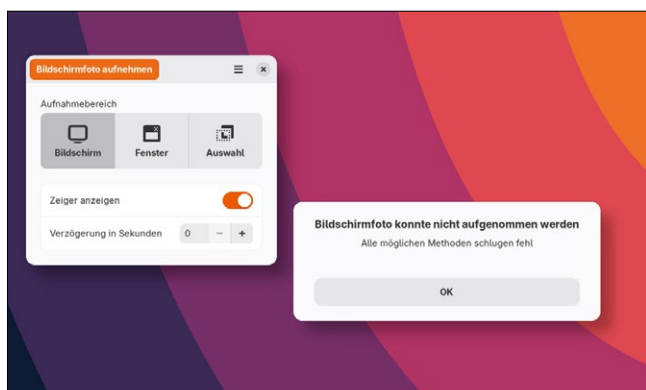 Bildschirmfoto aufnehmen
Aufnahmebereich
Bildschirm Fenster Auswahl
Zeiger anzeigen
Verzögerung in Sekunden 0 − +
Bildschirmfoto konnte nicht aufgenommen werden
Alle möglichen Methoden schlugen fehl
OK